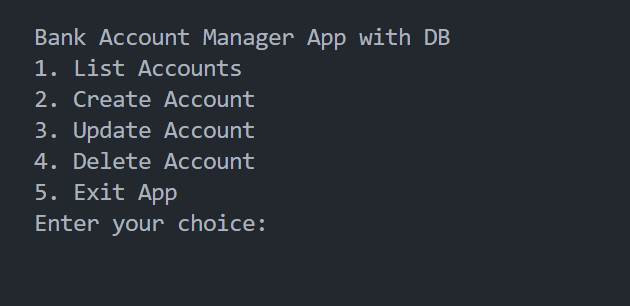 Bank Account Manager App with DB
1. List Accounts
2. Create Account
3. Update Account
4. Delete Account
5. Exit App
Enter your choice: